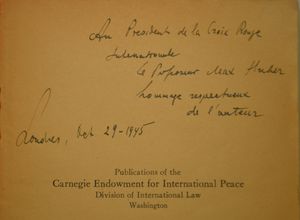 Au Président de la Croix Rouge
Internationale
le Professeur Max Huber
hommage respectueux
de l'auteur
Londres, Oct 29-1945
Publications of the
Carnegie Endowment for International Peace
Division of International Law
Washington